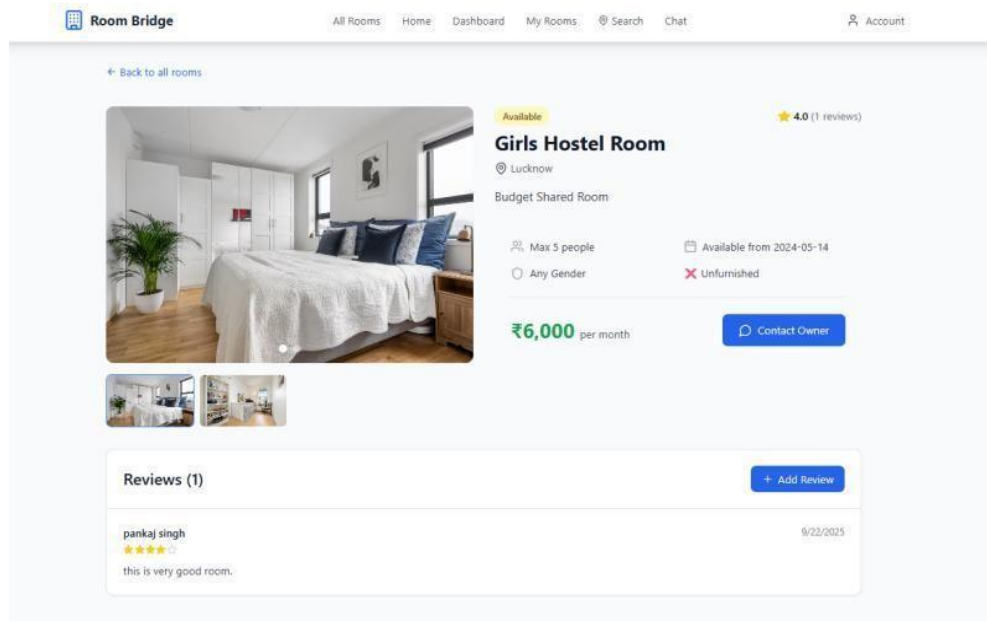 Room Bridge
All Rooms Home Dashboard My Rooms Search Chat
Account
← Back to all rooms
Available
4.0 (1 reviews)
Girls Hostel Room
Lucknow
Budget Shared Room
Max 5 people
Available from 2024-05-14
Any Gender
Unfurnished
₹6,000 per month
Contact Owner
Reviews (1)
+ Add Review
pankaj singh
9/22/2025
this is very good room.